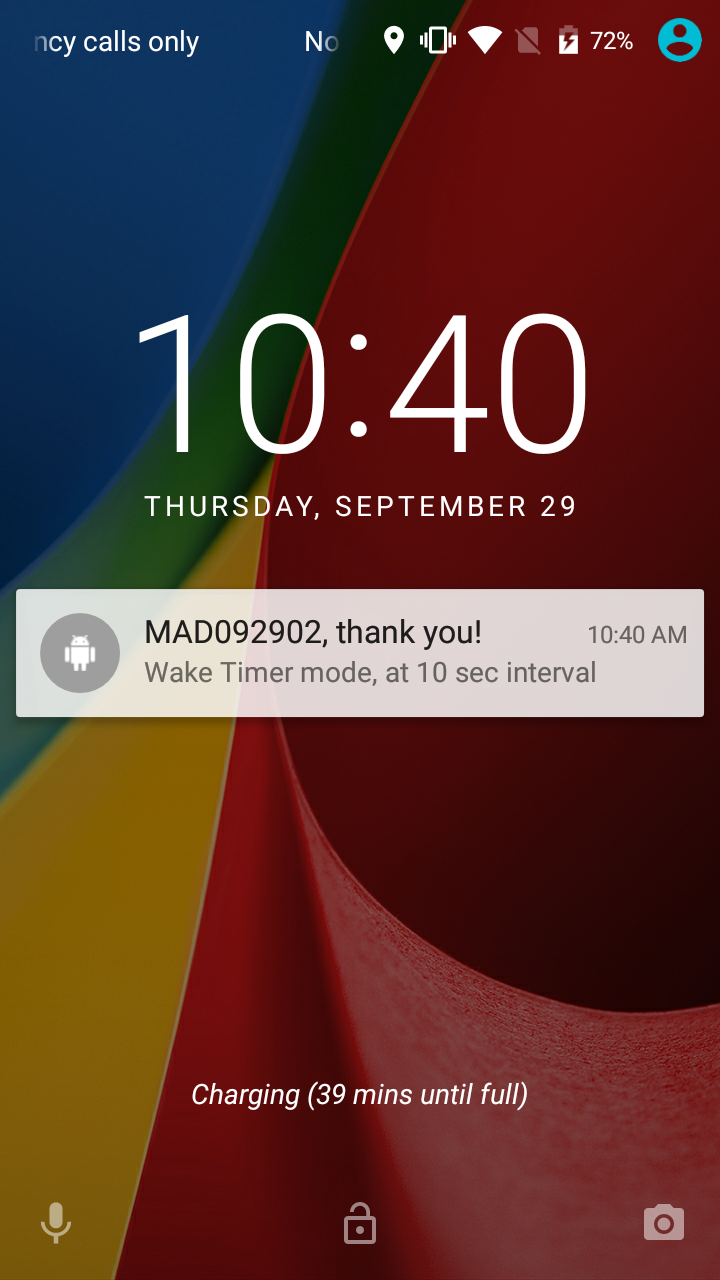 ncy calls only No 72%
10:40
THURSDAY, SEPTEMBER 29
MAD092902, thank you! 10:40 AM
Wake Timer mode, at 10 sec interval
Charging (39 mins until full)